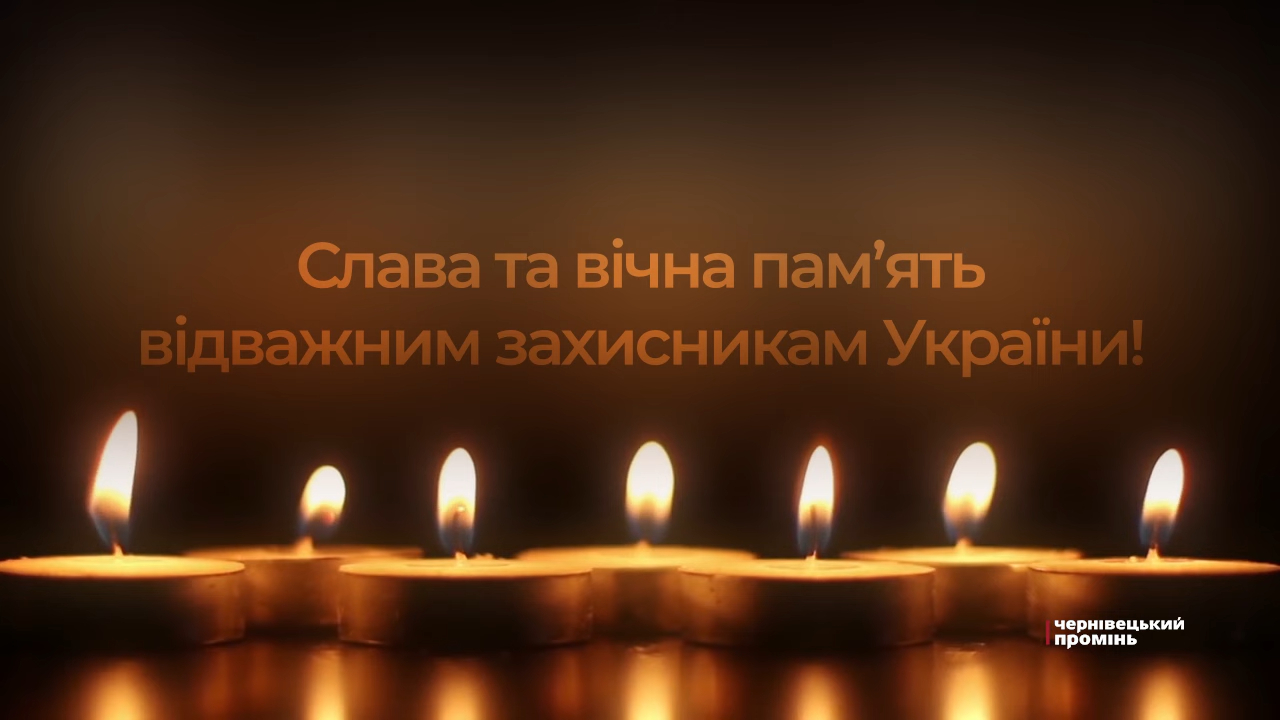 Слава та вічна пам’ять
відважним захисникам України!
чернівецький
промінь